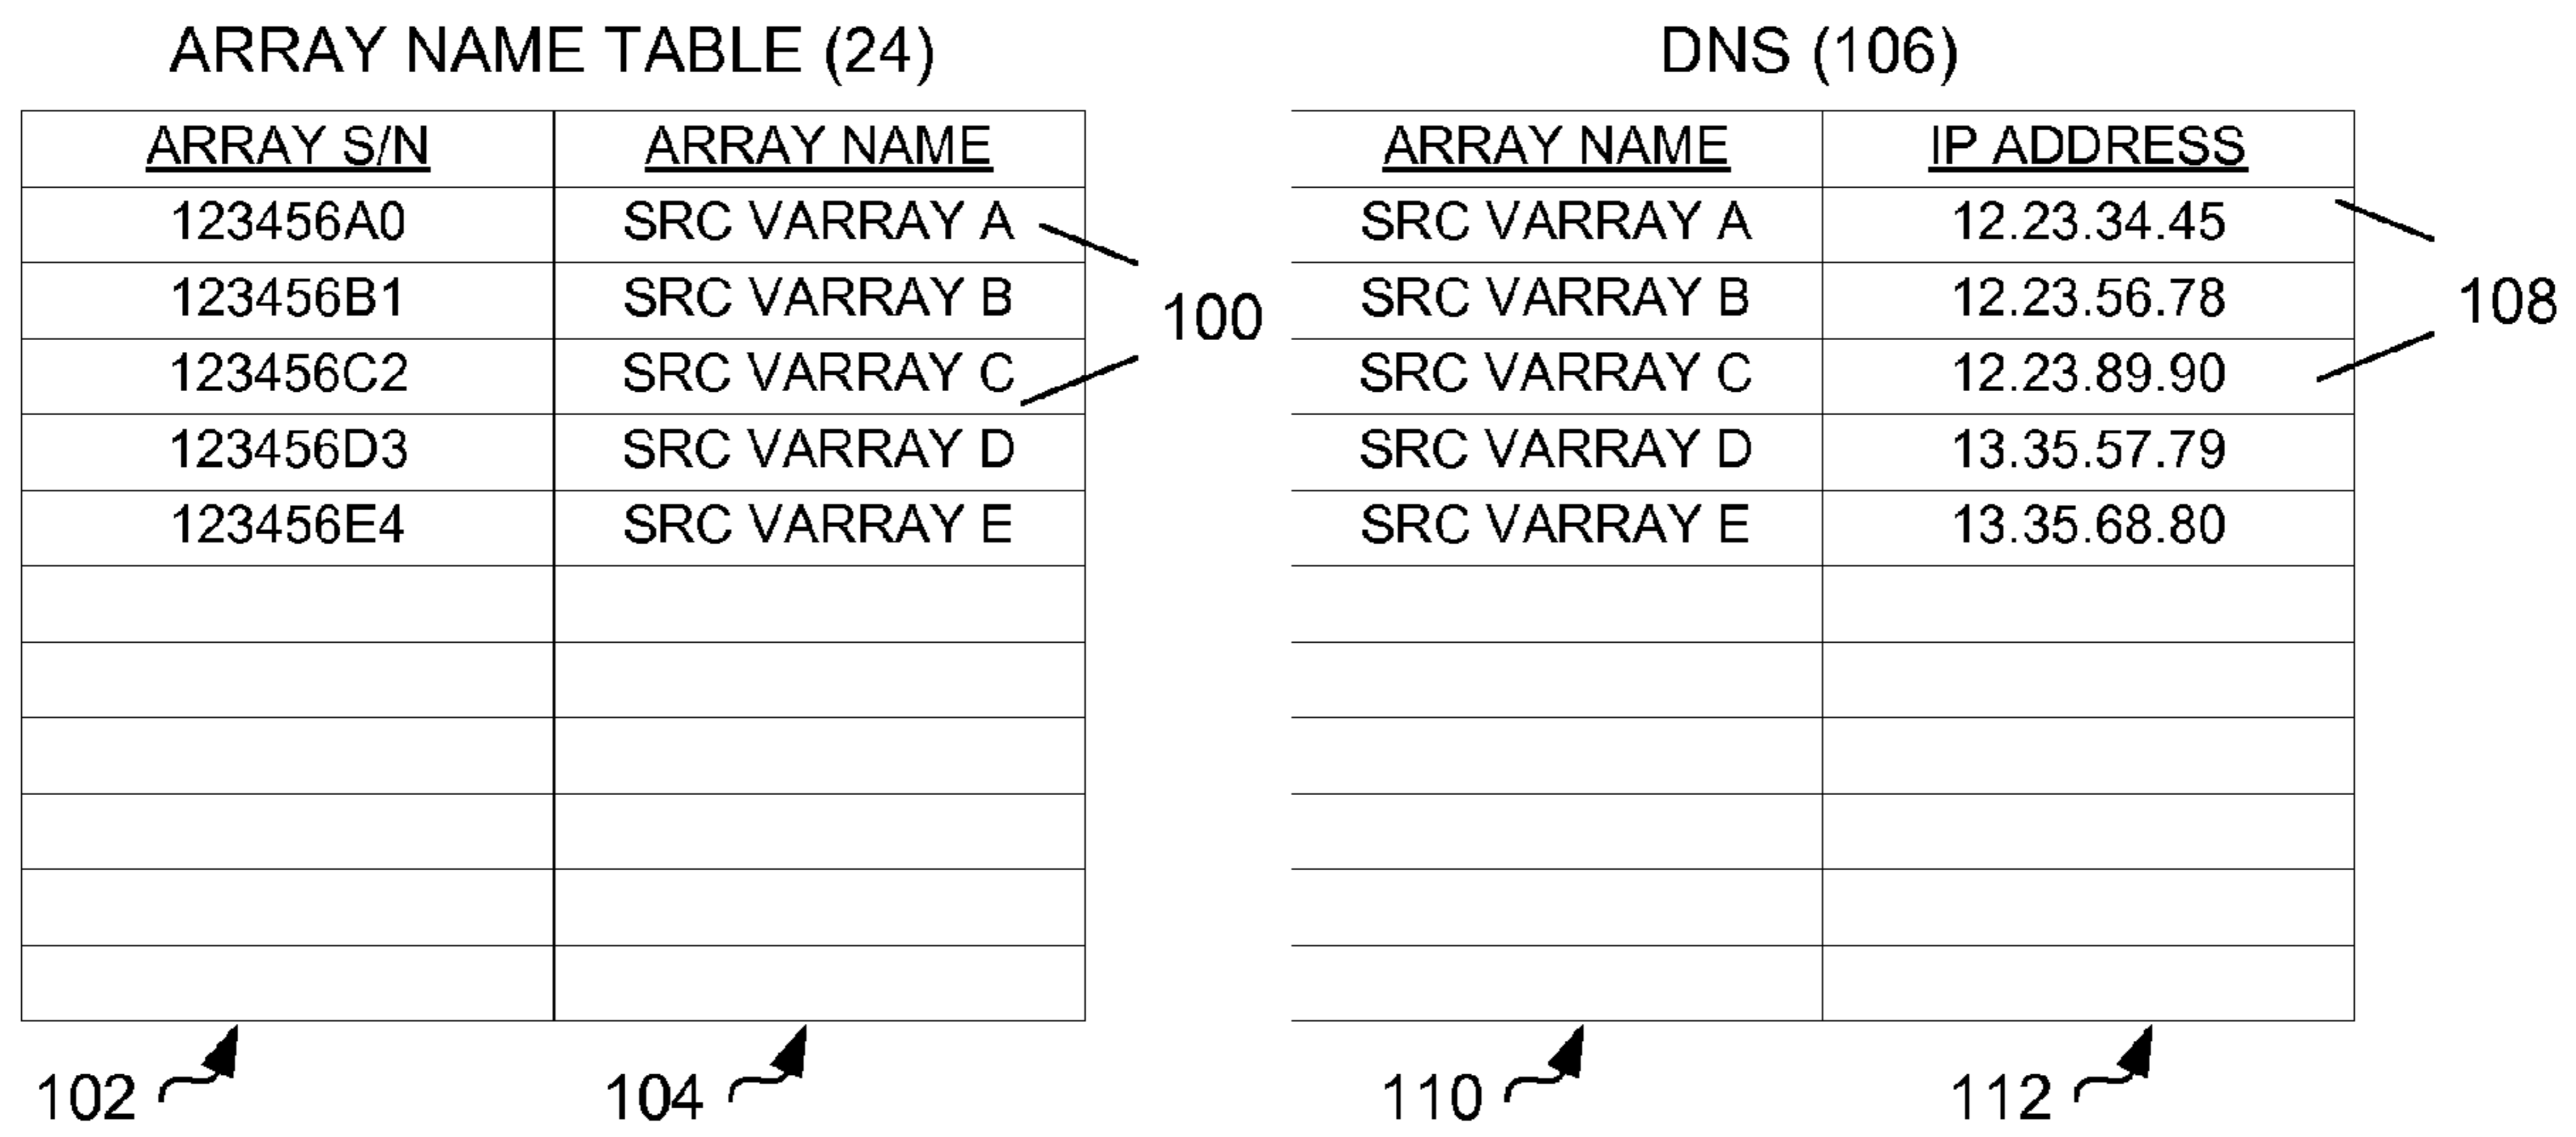 ARRAY NAME TABLE (24)
ARRAY S/N ARRAY NAME
123456A0 SRC VARRAY A
123456B1 SRC VARRAY B
123456C2 SRC VARRAY C
123456D3 SRC VARRAY D
123456E4 SRC VARRAY E
100
102 104
DNS (106)
ARRAY NAME IP ADDRESS
SRC VARRAY A 12.23.34.45
SRC VARRAY B 12.23.56.78
SRC VARRAY C 12.23.89.90
SRC VARRAY D 13.35.57.79
SRC VARRAY E 13.35.68.80
108
110 112